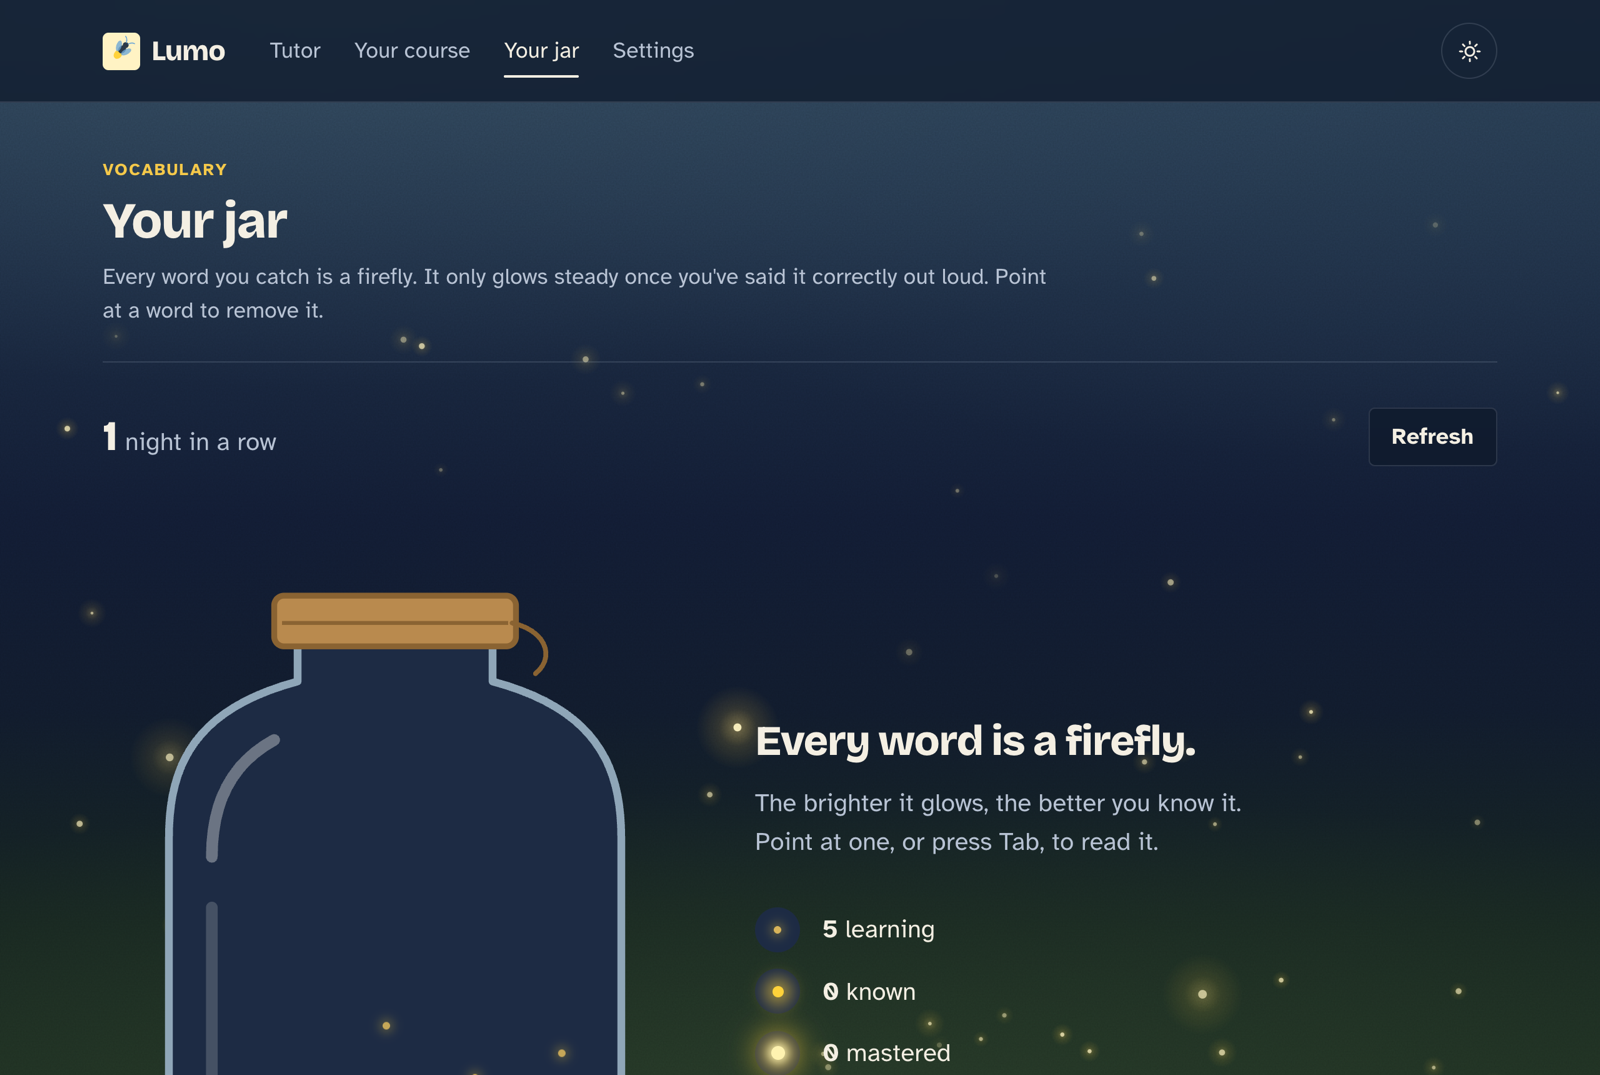 Lumo
Tutor
Your course
Your jar
Settings
VOCABULARY
Your jar
Every word you catch is a firefly. It only glows steady once you've said it correctly out loud. Point
at a word to remove it.
1 night in a row
Refresh
Every word is a firefly.
The brighter it glows, the better you know it.
Point at one, or press Tab, to read it.
5 learning
0 known
0 mastered